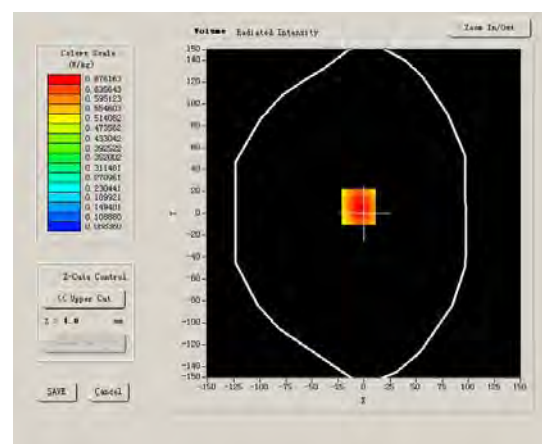 Volume Radiated Intensity
Zoom In/Out
Colors Scale
(W/kg)
0.676163
0.635643
0.595123
0.554603
0.514082
0.473562
0.433042
0.392522
0.352002
0.311481
0.270961
0.230441
0.189921
0.149401
0.108880
Z-Cuts Control
<< Upper Cut
mm
SAVE
Cancel
150
140
120
100
80
60
40
20
0
-20
-40
-60
-80
-100
-120
-140
-150
Y
-150 -125 -100 -75 -50 -25 0 25 50 75 100 125 150
X